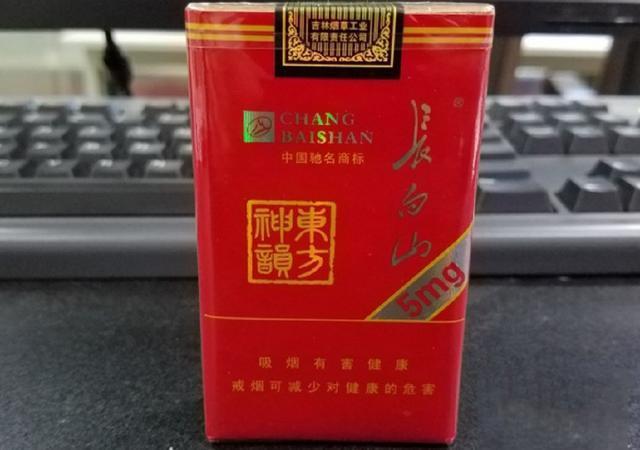 吉林烟草工业
有限责任公司
CHANG
BAISHAN
中国驰名商标
長白山
®
東方
神韻
5mg
吸烟有害健康
戒烟可减少对健康的危害